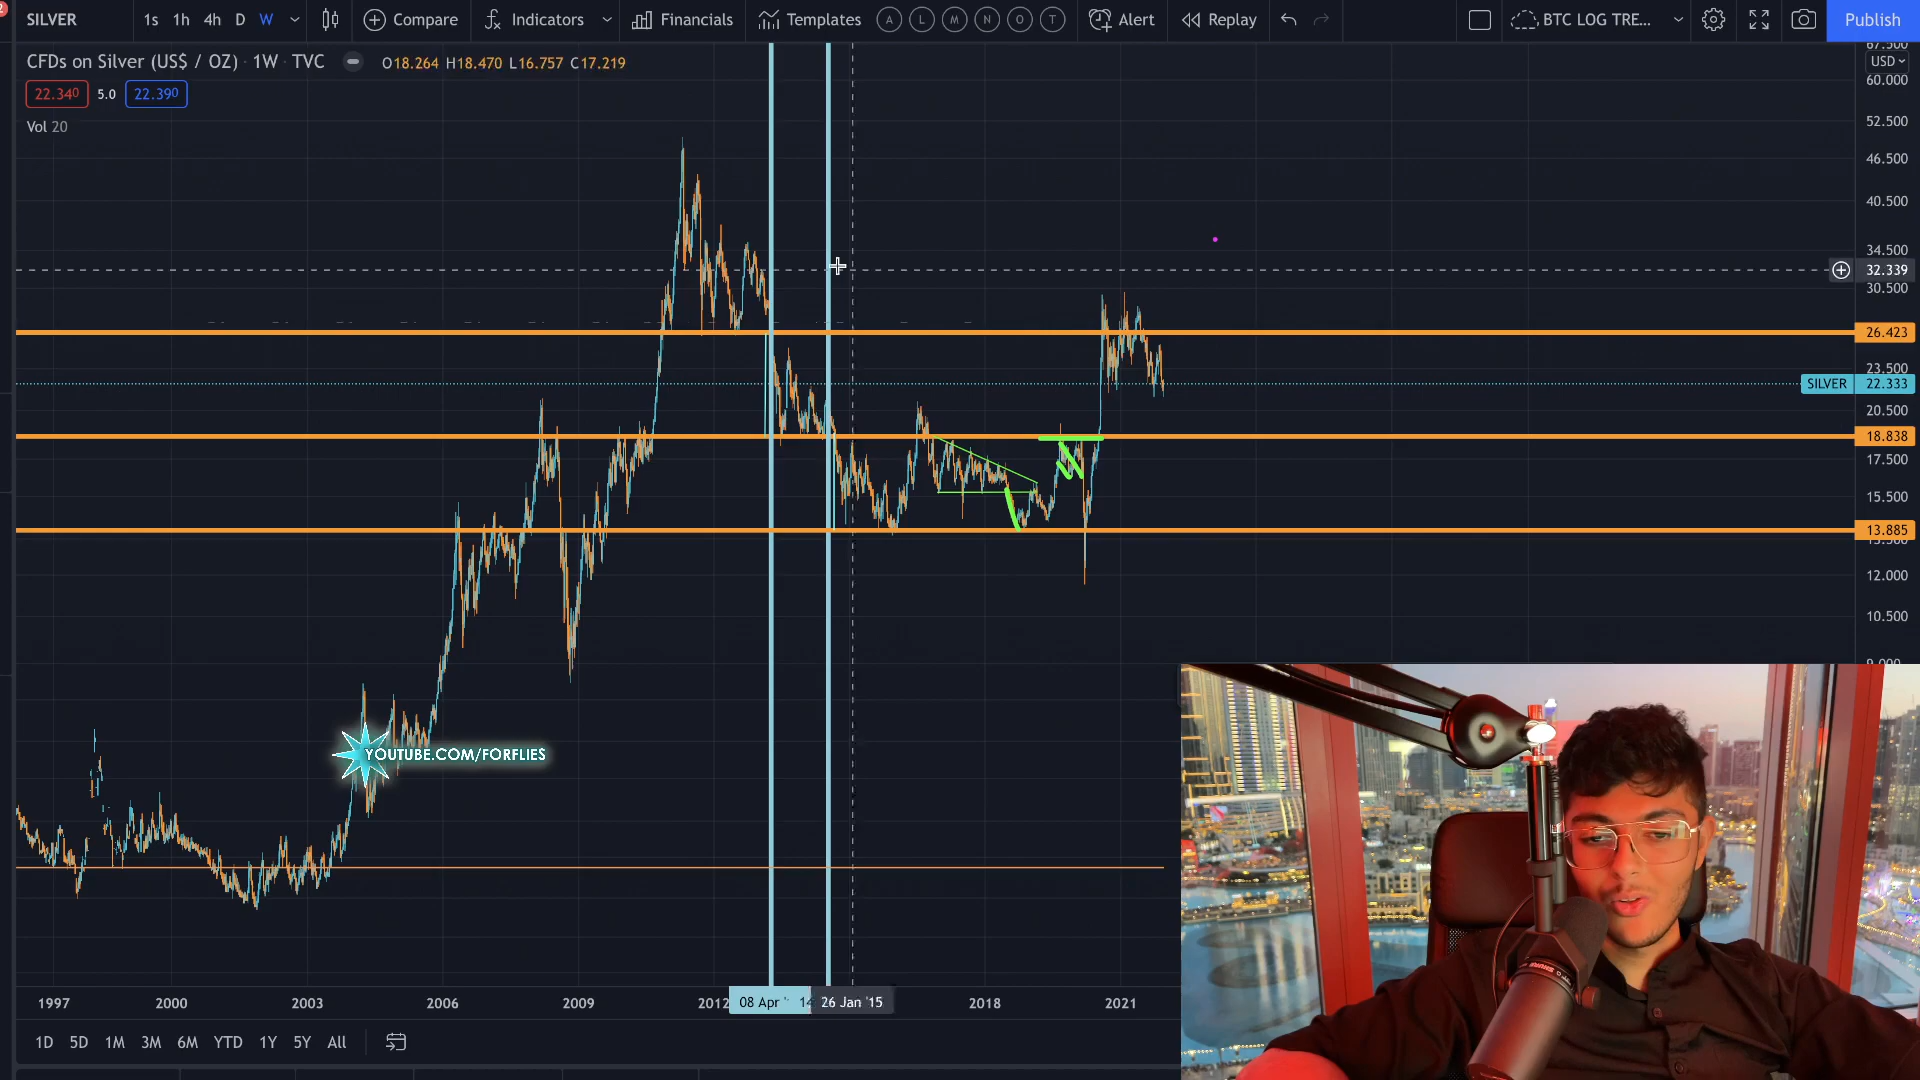 SILVER 1s 1h 4h D W Compare Indicators Financials Templates A L M N O T Alert Replay BTC LOG TRE... Publish
CFDs on Silver (US$ / OZ) · 1W · TVC O18.264 H18.470 L16.757 C17.219
USD
22.340 5.0 22.390
Vol 20
67.500
60.000
52.500
46.500
40.500
34.500
32.339
30.500
26.423
23.500
SILVER 22.333
20.500
18.838
17.500
15.500
13.885
12.000
10.500
YOUTUBE.COM/FORFLIES
1997 2000 2003 2006 2009 2012 08 Apr ' 14 26 Jan '15 2018 2021
1D 5D 1M 3M 6M YTD 1Y 5Y All